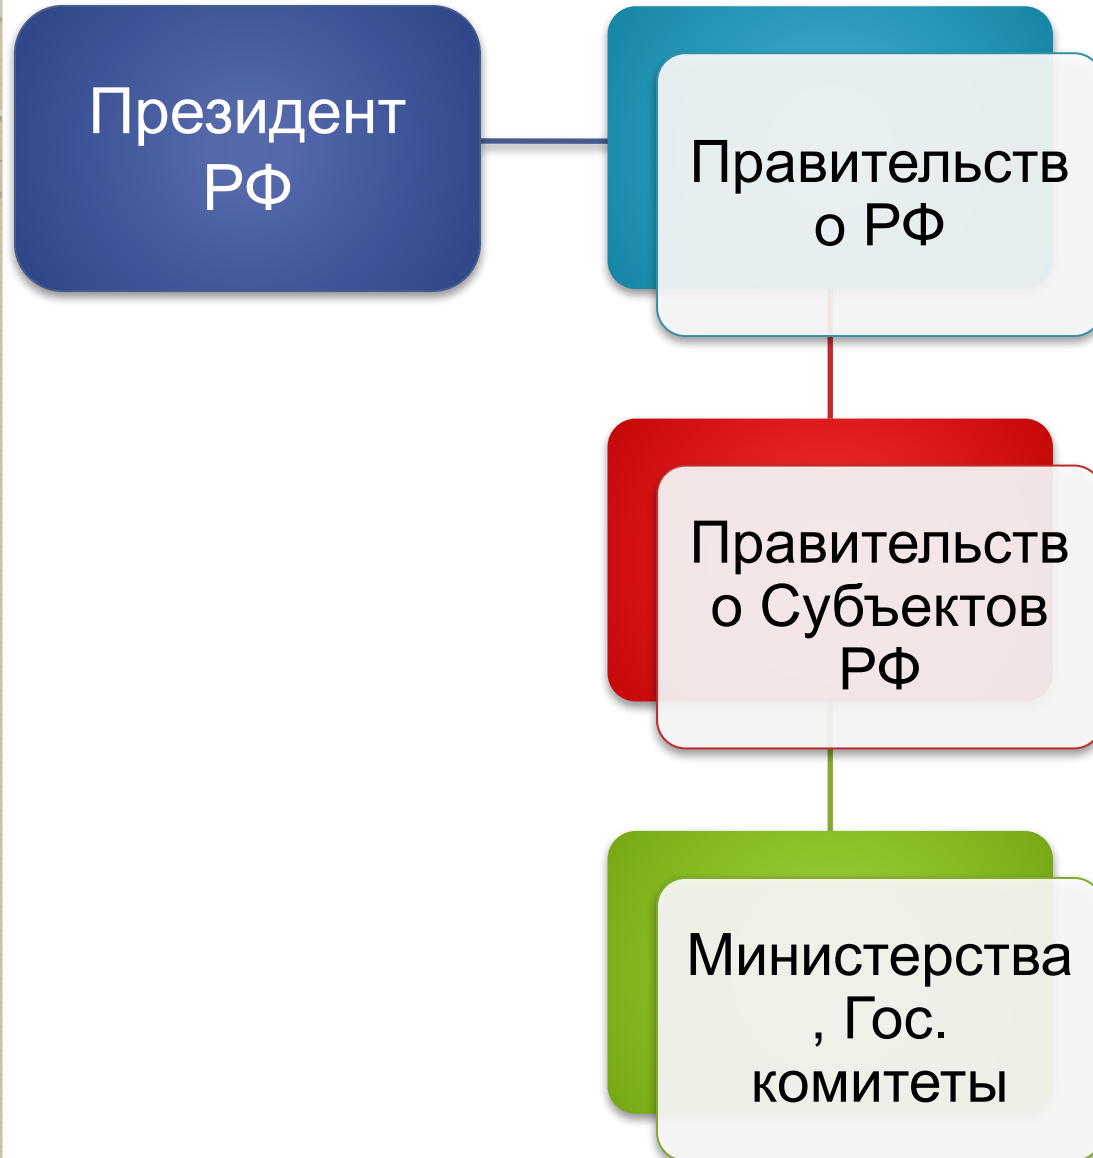 Президент
РФ
Правительств
о РФ
Правительств
о Субъектов
РФ
Министерства
, Гос.
комитеты